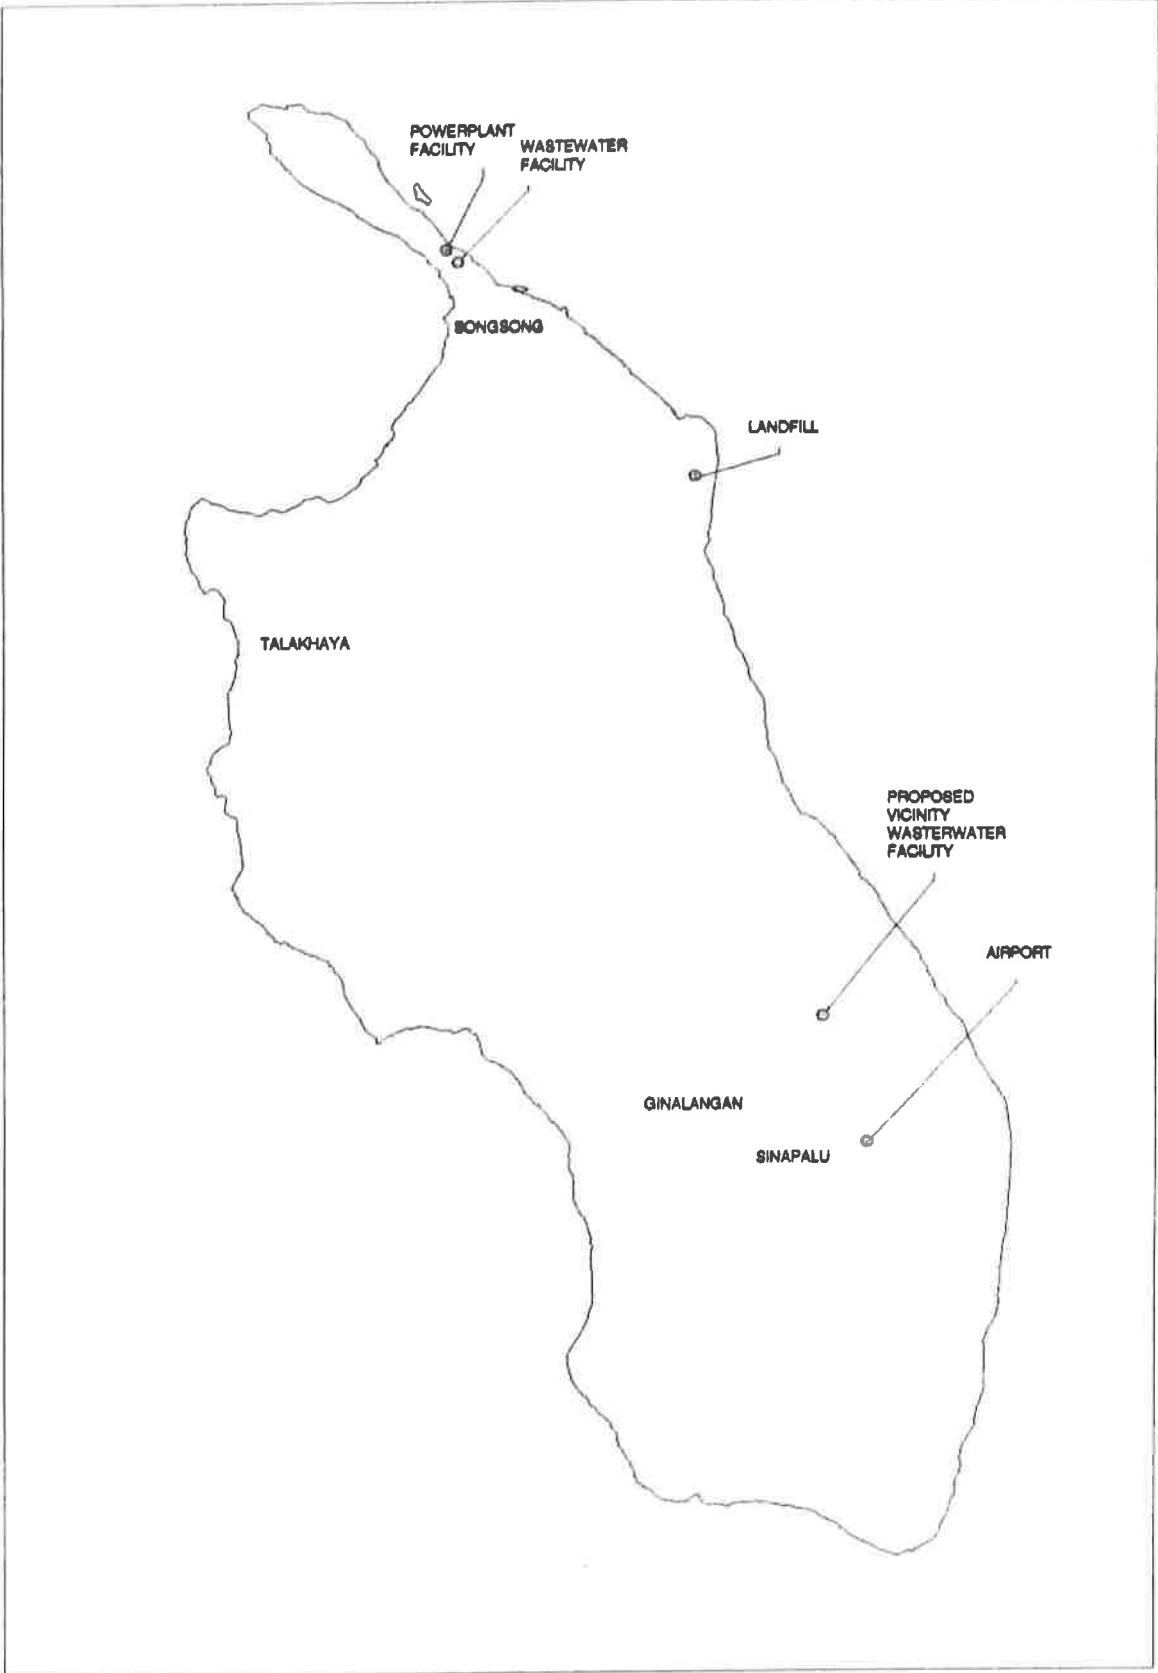 POWERPLANT
FACILITY
WASTEWATER
FACILITY
SONGSONG
LANDFILL
TALAKHAYA
PROPOSED
VICINITY
WASTERWATER
FACILITY
AIRPORT
GINALANGAN
SINAPALU